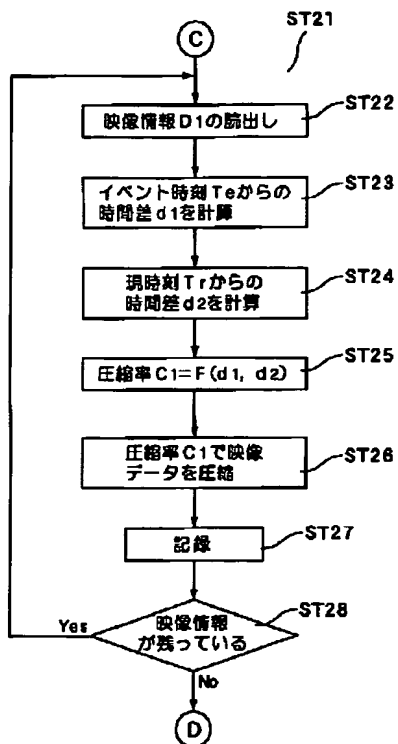 C
ST21
映像情報D1の読出し
ST22
イベント時刻Teからの
時間差d1を計算
ST23
現時刻Trからの
時間差d2を計算
ST24
圧縮率C1=F(d1, d2)
ST25
圧縮率C1で映像
データを圧縮
ST26
記録
ST27
映像情報
が残っている
ST28
Yes
No
D